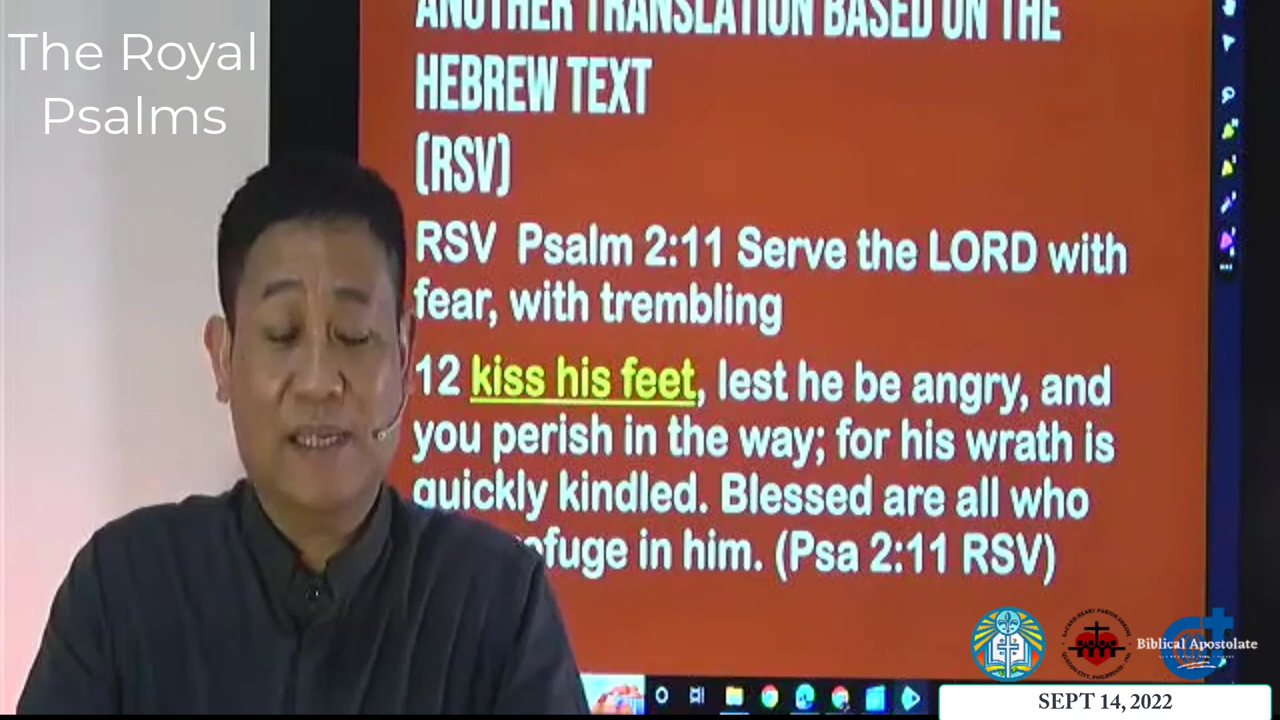 The Royal
Psalms
ANOTHER TRANSLATION BASED ON THE
HEBREW TEXT
(RSV)
RSV Psalm 2:11 Serve the LORD with
fear, with trembling
12 kiss his feet, lest he be angry, and
you perish in the way; for his wrath is
quickly kindled. Blessed are all who
in him. (Psa 2:11 RSV)
Biblical Apostolate
SEPT 14, 2022